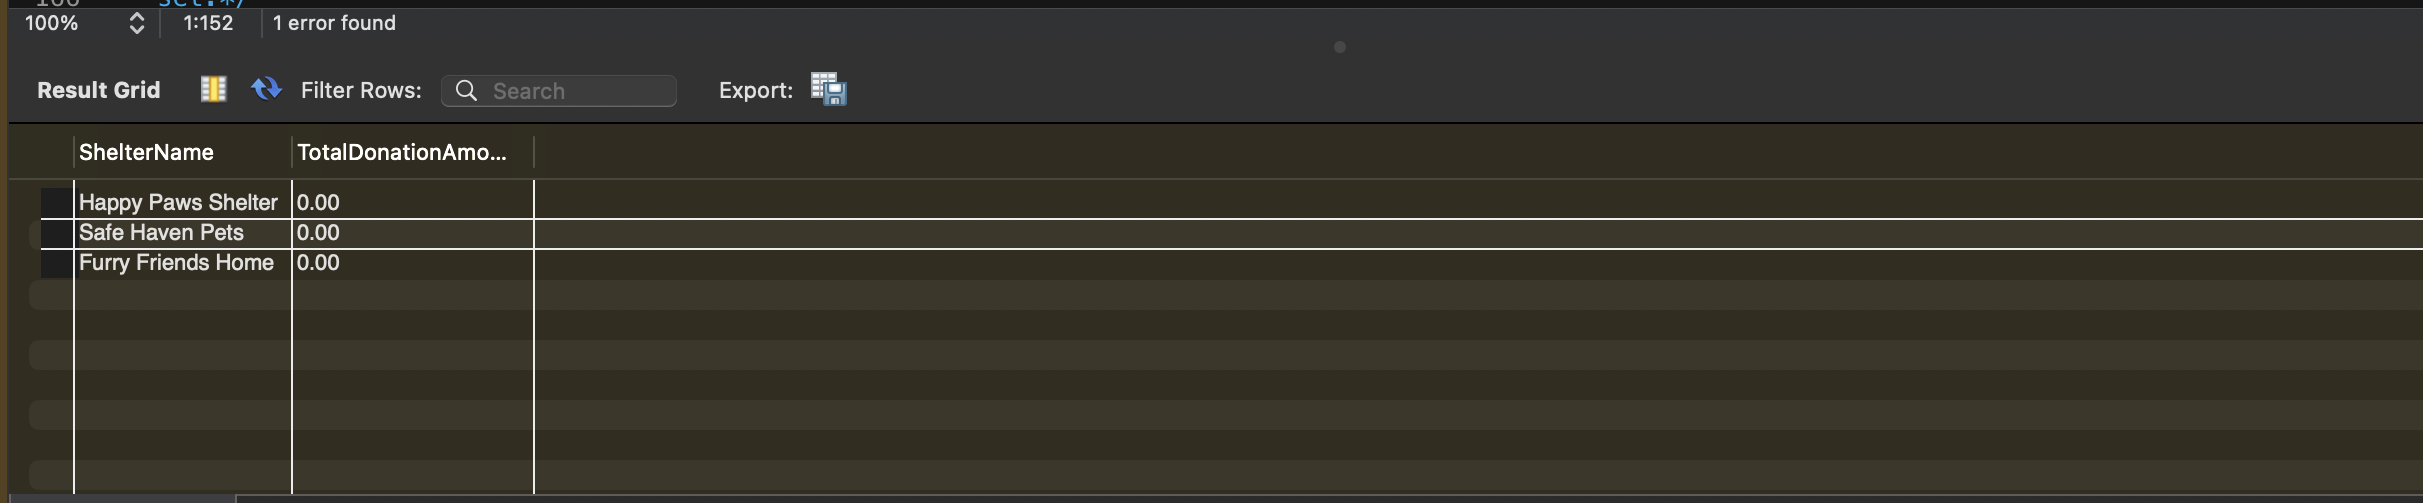 100%
1:152
1 error found
Result Grid
Filter Rows:
Search
Export:
ShelterName
TotalDonationAmo...
Happy Paws Shelter
0.00
Safe Haven Pets
0.00
Furry Friends Home
0.00